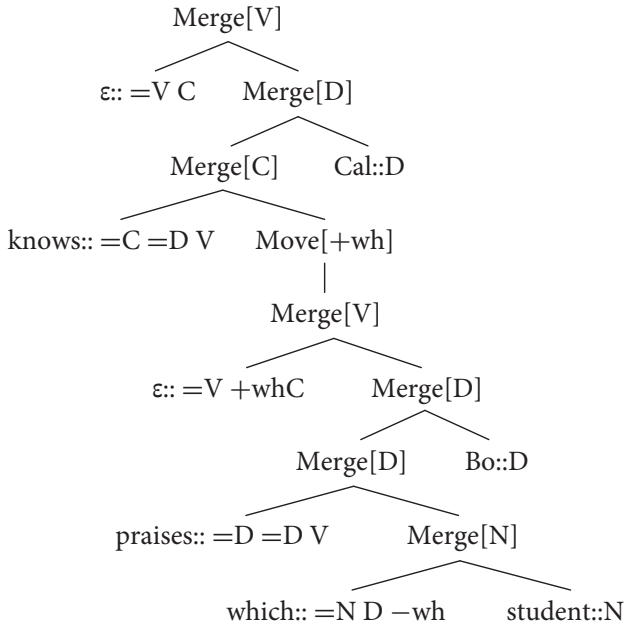 Merge[V]
ε:: =V C Merge[D]
Merge[C] Cal::D
knows:: =C =D V Move[+wh]
Merge[V]
ε:: =V +whC Merge[D]
Merge[D] Bo::D
praises:: =D =D V Merge[N]
which:: =N D −wh student::N